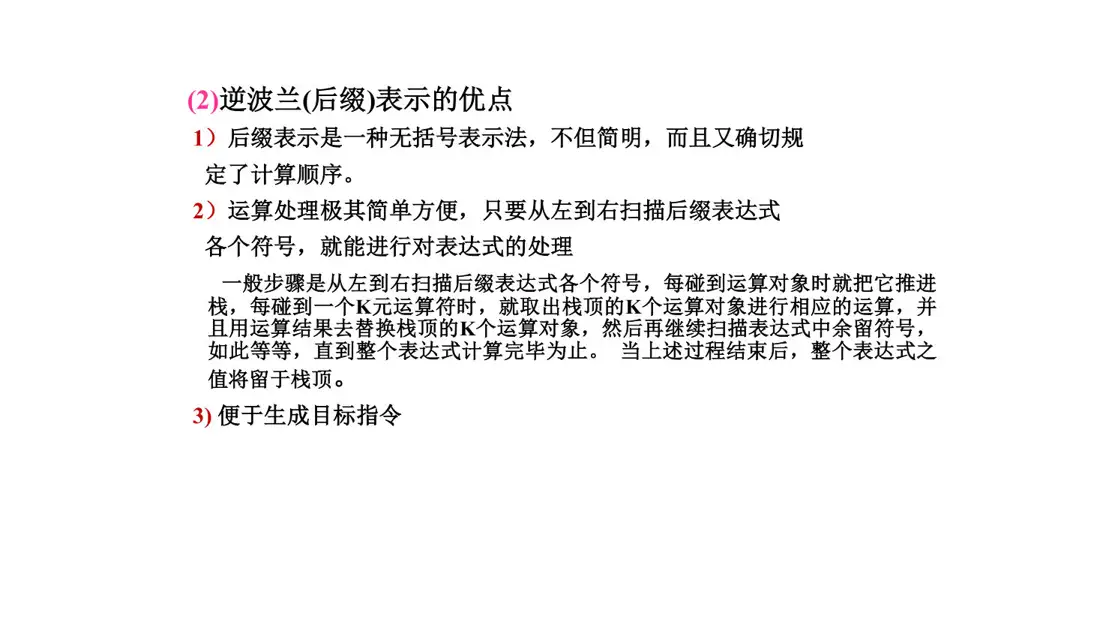 (2)逆波兰(后缀)表示的优点
1）后缀表示是一种无括号表示法，不但简明，而且又确切规
定了计算顺序。
2）运算处理极其简单方便，只要从左到右扫描后缀表达式
各个符号，就能进行对表达式的处理
一般步骤是从左到右扫描后缀表达式各个符号，每碰到运算对象时就把它推进
栈，每碰到一个K元运算符时，就取出栈顶的K个运算对象进行相应的运算，并
且用运算结果去替换栈顶的K个运算对象，然后再继续扫描表达式中余留符号，
如此等等，直到整个表达式计算完毕为止。 当上述过程结束后，整个表达式之
值将留于栈顶。
3) 便于生成目标指令